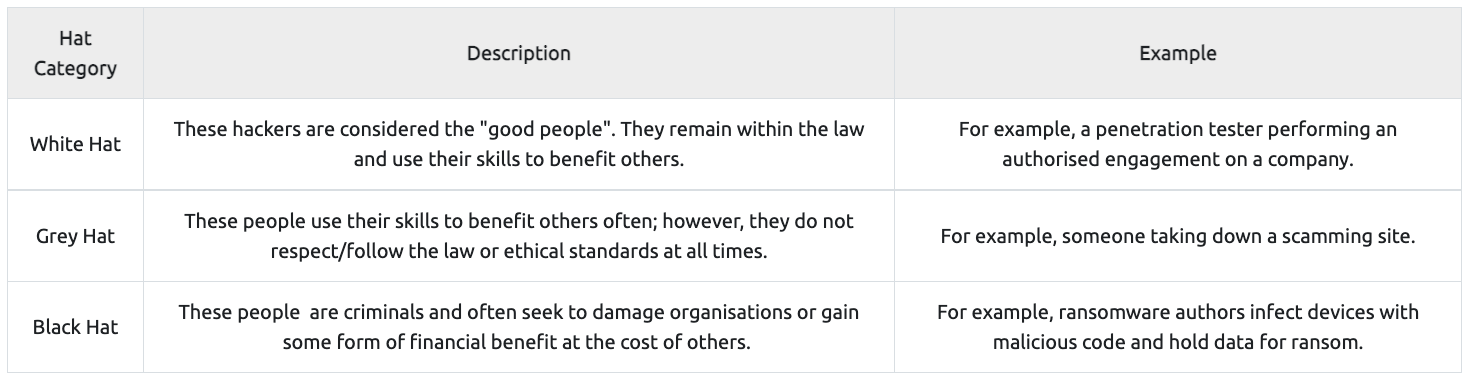 Hat
Category
Description
Example
White Hat
These hackers are considered the "good people". They remain within the law
and use their skills to benefit others.
For example, a penetration tester performing an
authorised engagement on a company.
Grey Hat
These people use their skills to benefit others often; however, they do not
respect/follow the law or ethical standards at all times.
For example, someone taking down a scamming site.
Black Hat
These people  are criminals and often seek to damage organisations or gain
some form of financial benefit at the cost of others.
For example, ransomware authors infect devices with
malicious code and hold data for ransom.